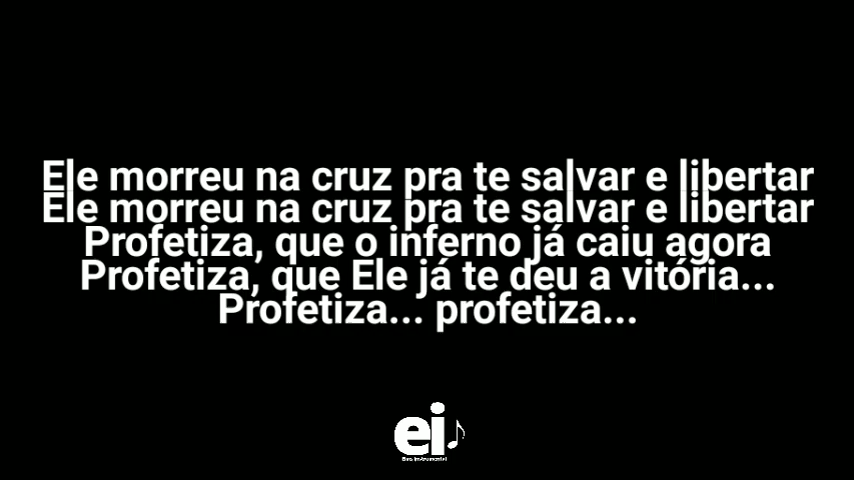 Ele morreu na cruz pra te salvar e libertar
Ele morreu na cruz pra te salvar e libertar
Profetiza, que o inferno já caiu agora
Profetiza, que Ele já te deu a vitória...
Profetiza... profetiza...
ei